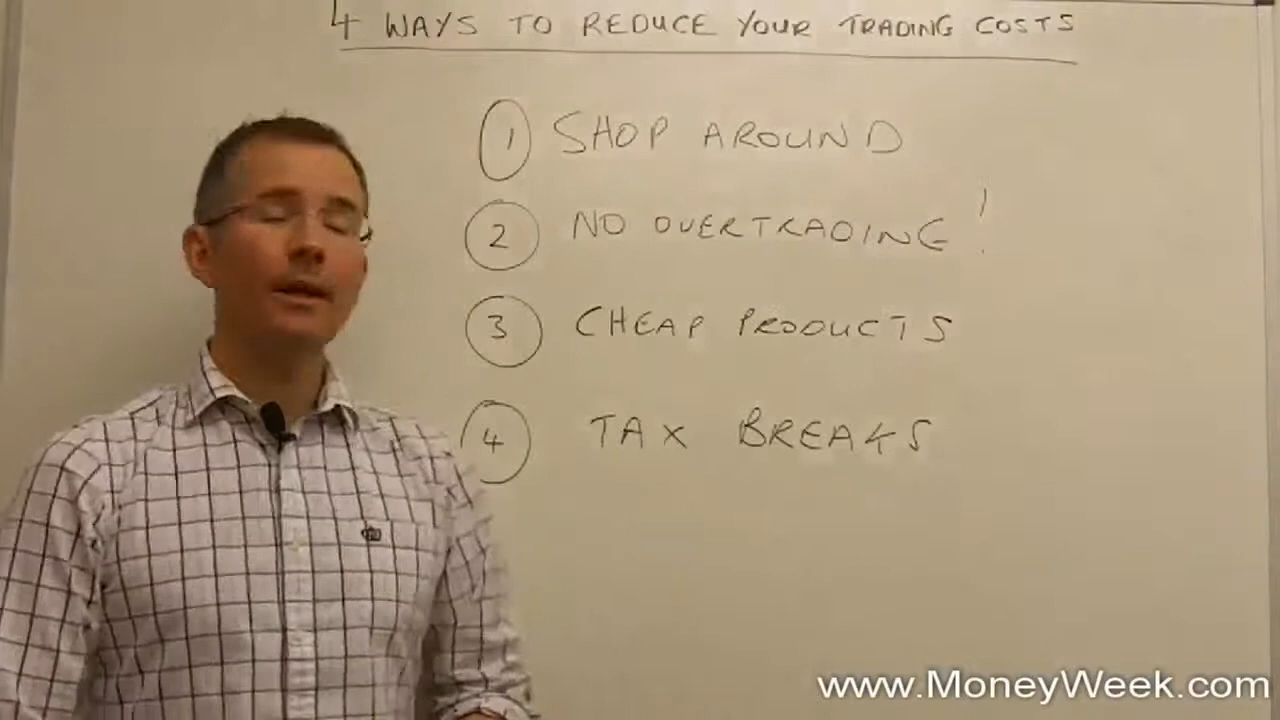 4 WAYS TO REDUCE YOUR TRADING COSTS
1 SHOP AROUND
2 NO OVERTRADING!
3 CHEAP PRODUCTS
4 TAX BREAKS
www.MoneyWeek.com